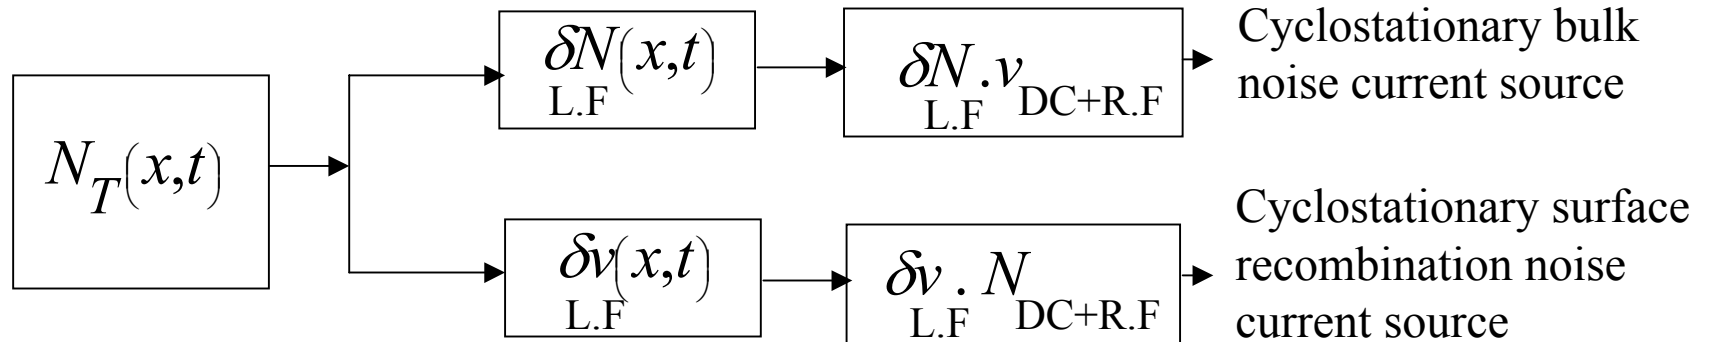 N_T(x,t)
δN(x,t)
L.F
δN.v
L.F DC+R.F
Cyclostationary bulk
noise current source
δv(x,t)
L.F
δv. N
L.F DC+R.F
Cyclostationary surface
recombination noise
current source